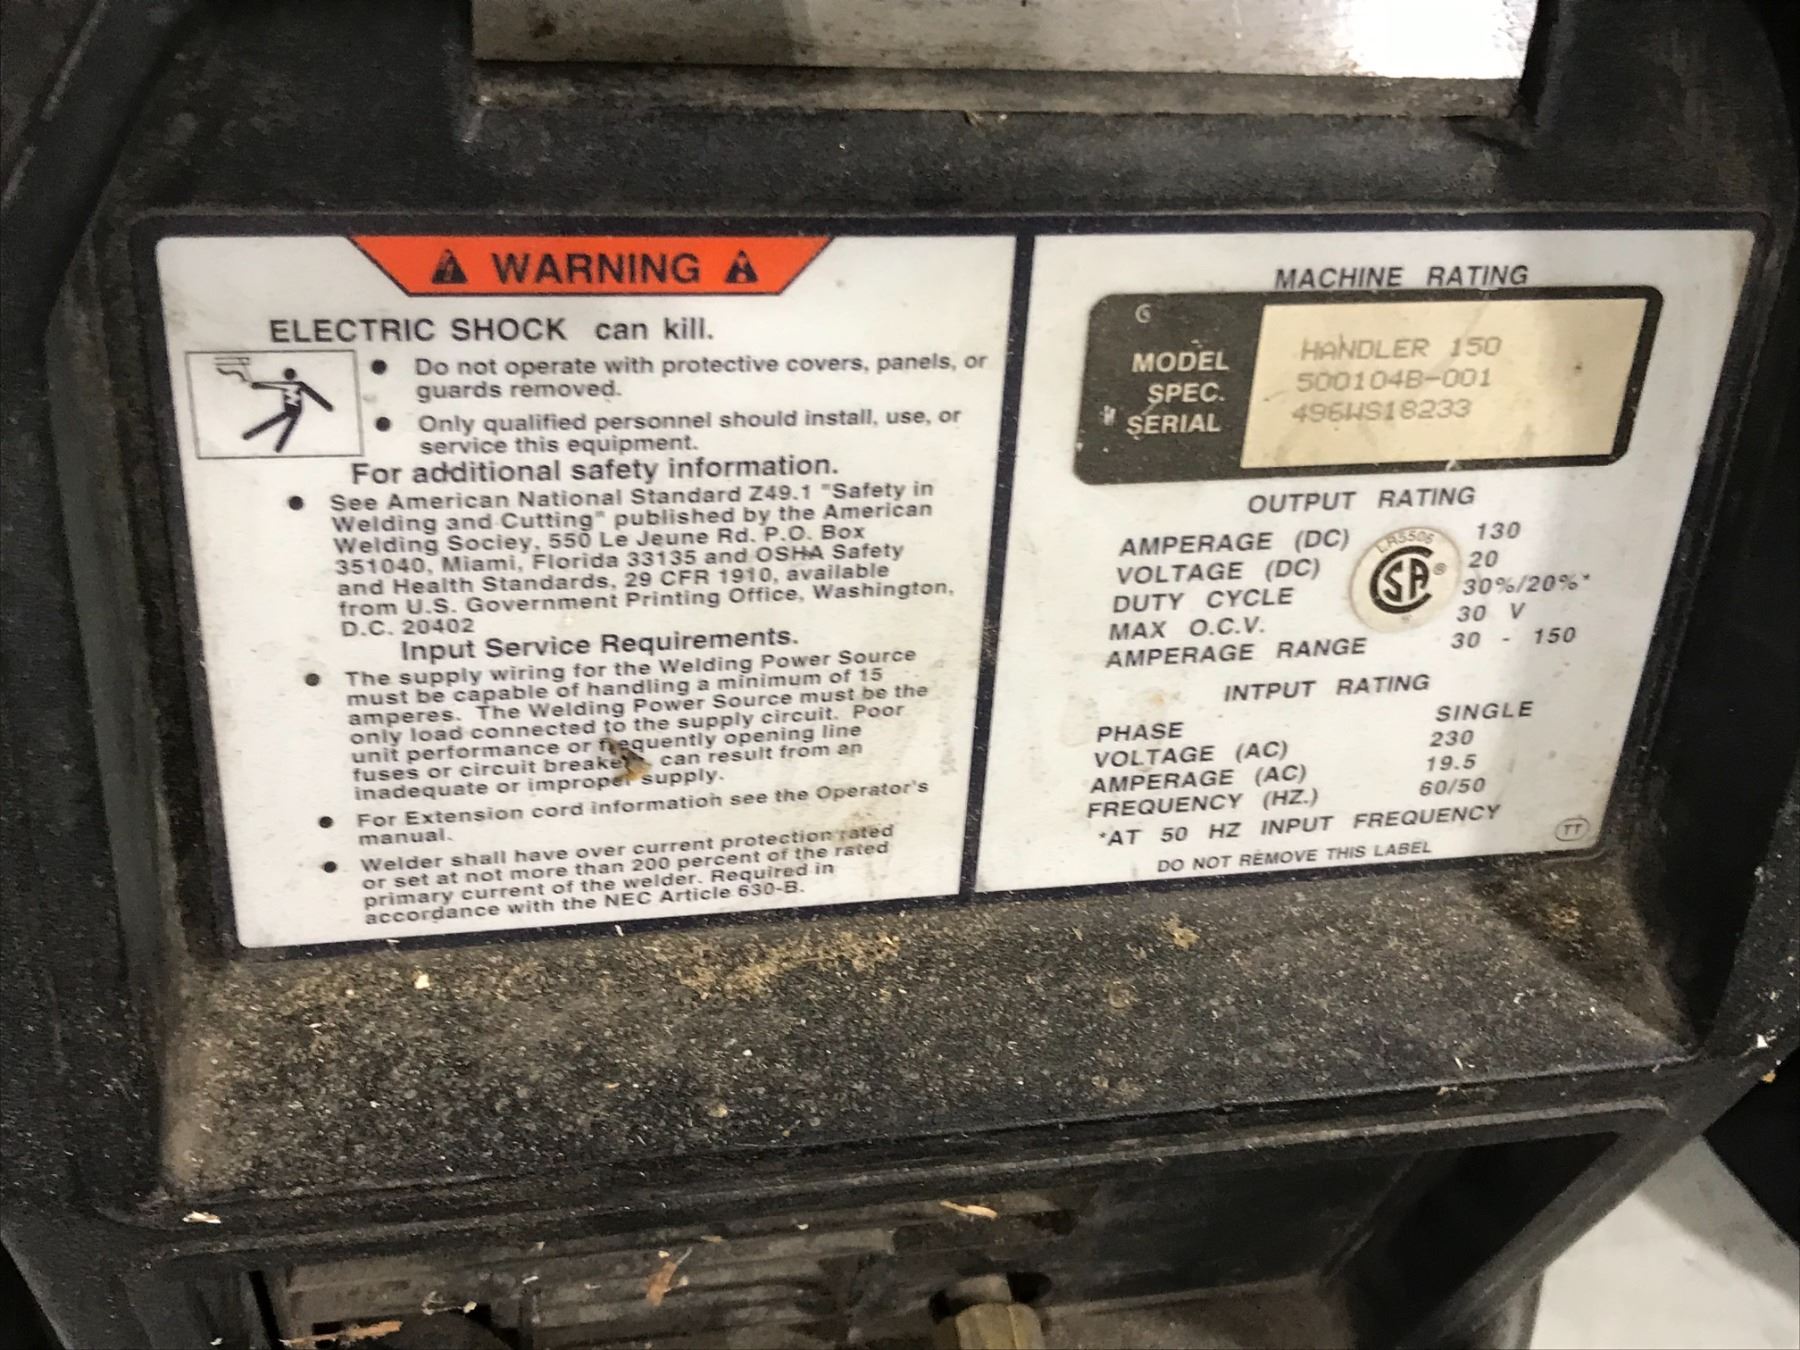 WARNING
ELECTRIC SHOCK can kill.
● Do not operate with protective covers, panels, or
guards removed.
● Only qualified personnel should install, use, or
service this equipment.
For additional safety information.
● See American National Standard Z49.1 "Safety in
Welding and Cutting" published by the American
Welding Sociey, 550 Le Jeune Rd. P.O. Box
351040, Miami, Florida 33135 and OSHA Safety
and Health Standards, 29 CFR 1910, available
from U.S. Government Printing Office, Washington,
D.C. 20402
Input Service Requirements.
● The supply wiring for the Welding Power Source
must be capable of handling a minimum of 15
amperes. The Welding Power Source must be the
only load connected to the supply circuit. Poor
unit performance or frequently opening line
fuses or circuit breakers can result from an
inadequate or improper supply.
● For Extension cord information see the Operator's
manual.
● Welder shall have over current protection rated
or set at not more than 200 percent of the rated
primary current of the welder. Required in
accordance with the NEC Article 630-B.
MACHINE RATING
MODEL HANDLER 150
SPEC. 500104B-001
SERIAL 496WS18233
OUTPUT RATING
AMPERAGE (DC) 130
VOLTAGE (DC) 20
DUTY CYCLE 30%/20%*
MAX O.C.V. 30 V
AMPERAGE RANGE 30 - 150
LR5506
SA®
INTPUT RATING
PHASE SINGLE
VOLTAGE (AC) 230
AMPERAGE (AC) 19.5
FREQUENCY (HZ.) 60/50
*AT 50 HZ INPUT FREQUENCY
DO NOT REMOVE THIS LABEL
TT